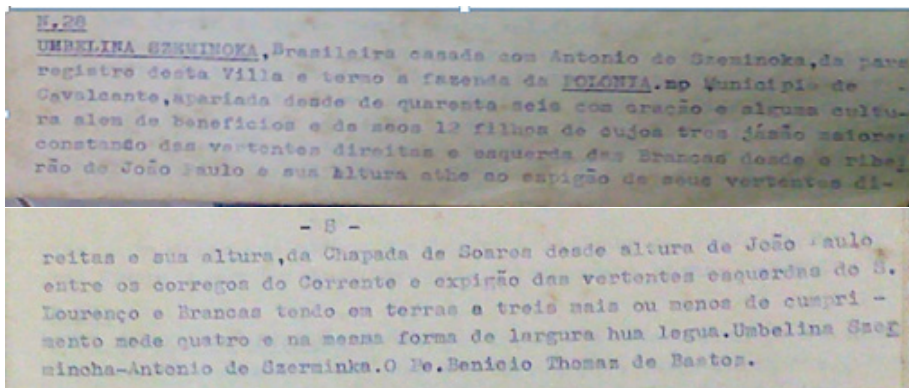 N.28
UMBELINA SZEMINOKA,Brasileira casada com Antonio de Szeminoka,da para
registro desta Villa e termo a fazenda da POLONIA.no Municipio de -
Cavalcante,apariada desde de quarenta seis com oração e alguma cultu-
ra alem de beneficios e de seos 12 filhos de cujos tres jásão maiores
constando das vertentes direitas e esquerda das Brancas desde o ribei
rão de João Paulo e sua Altura athe ao espigão de seus vertentes di-
- 8 -
reitas e sua altura,da Chapada de Soares desde altura de João Paulo
entre os corregos do Corrente e expigão das vertentes esquerdas do S.
Lourenço e Brancas tendo em terras a treis mais ou menos de cumpri -
mento mede quatro e na mesma forma de largura hua legua.Umbelina Szer
mincha-Antonio de Szerminka.O Pe.Benicio Thomaz de Bastos.